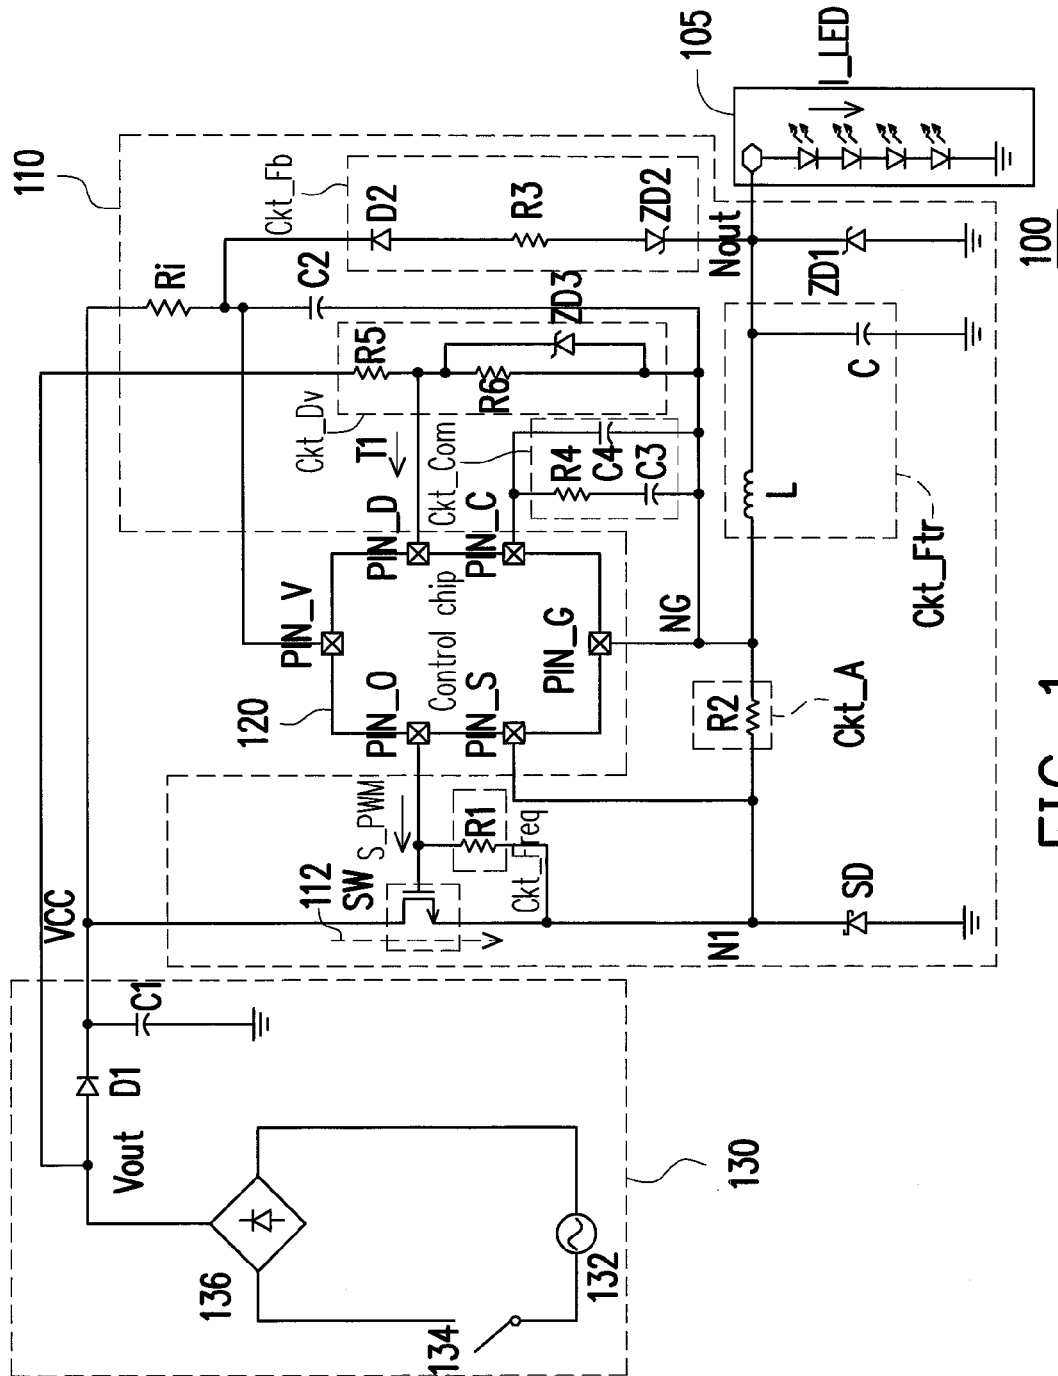 100
110
105
I_LED
Ri
Ckt_Fb
D2
R3
ZD2
Nout
ZD1
C2
Ckt_Dv
R5
R6
ZD3
T1
Ckt_Com
R4
C4
C3
C
L
Ckt_Ftr
PIN_V
PIN_D
PIN_C
PIN_O
PIN_S
PIN_G
Control chip
120
NG
R2
Ckt_A
VCC
S_PWM
112
SW
R1
Ckt_Freq
N1
SD
C1
D1
Vout
136
134
132
130
FIG. 1